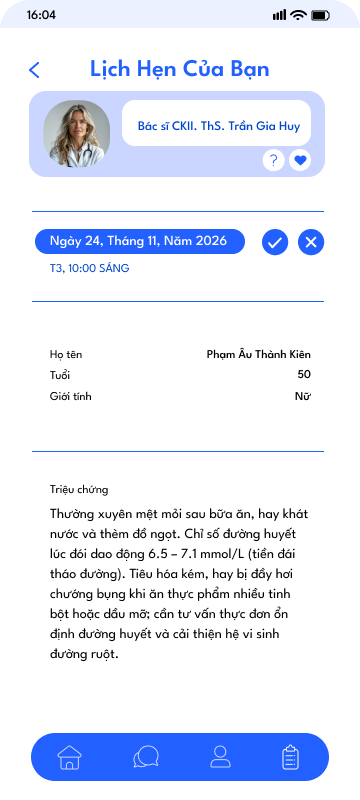 16:04
Lịch Hẹn Của Bạn
Bác sĩ CKII. ThS. Trần Gia Huy
?
Ngày 24, Tháng 11, Năm 2026
T3, 10:00 SÁNG
Họ tên Phạm Âu Thành Kiên
Tuổi 50
Giới tính Nữ
Triệu chứng
Thường xuyên mệt mỏi sau bữa ăn, hay khát
nước và thèm đồ ngọt. Chỉ số đường huyết
lúc đói dao động 6.5 – 7.1 mmol/L (tiền đái
tháo đường). Tiêu hóa kém, hay bị đầy hơi
chướng bụng khi ăn thực phẩm nhiều tinh
bột hoặc dầu mỡ; cần tư vấn thực đơn ổn
định đường huyết và cải thiện hệ vi sinh
đường ruột.